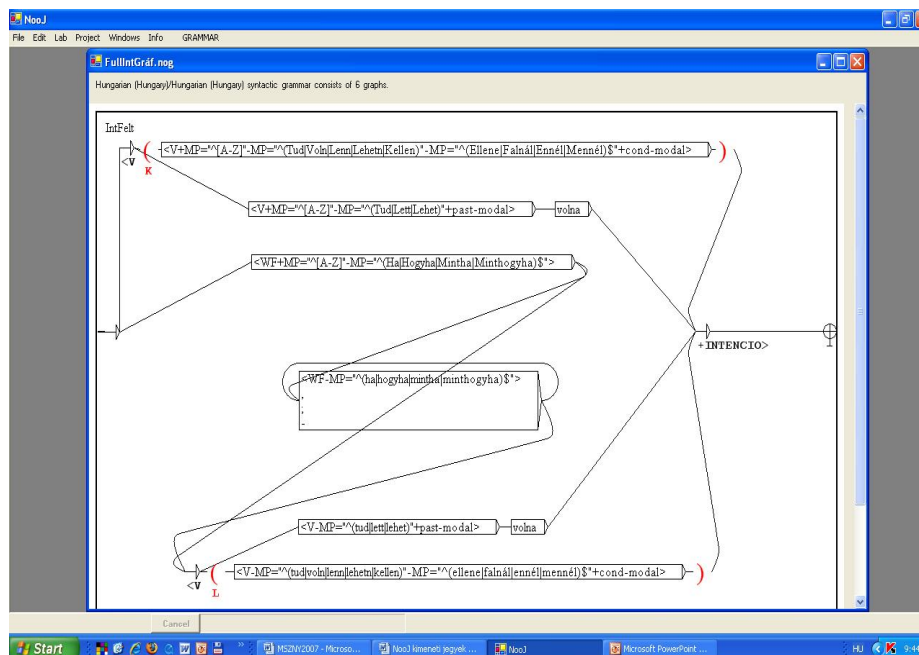 NooJ
File Edit Lab Project Windows Info GRAMMAR
FullIntGráf.nog
Hungarian (Hungary)/Hungarian (Hungary) syntactic grammar consists of 6 graphs.
IntFelt
<V+MP="^[A-Z]"-MP="^(Tud|Voln|Lenn|Lehetn|Kellen)"-MP="^(Ellene|Falnál|Ennél|Mennél)$"+cond-modal>
<V
K
<V+MP="^[A-Z]"-MP="^(Tud|Lett|Lehet)"+past-modal>
volna
<WF+MP="^[A-Z]"-MP="^(Ha|Hogyha|Mintha|Minthogyha)$">
+INTENCIO>
<WF-MP="^(ha|hogyha|mintha|minthogyha)$">
,
:
-
<V-MP="^(tud|lett|lehet)"+past-modal>
volna
<V-MP="^(tud|voln|lenn|lehetn|kellen)"-MP="^(ellene|falnál|ennél|mennél)$"+cond-modal>
<V
L
Cancel
Start
MSZNY2007 - Microso...
NooJ kimeneti jegyek ...
NooJ
Microsoft PowerPoint ...
HU